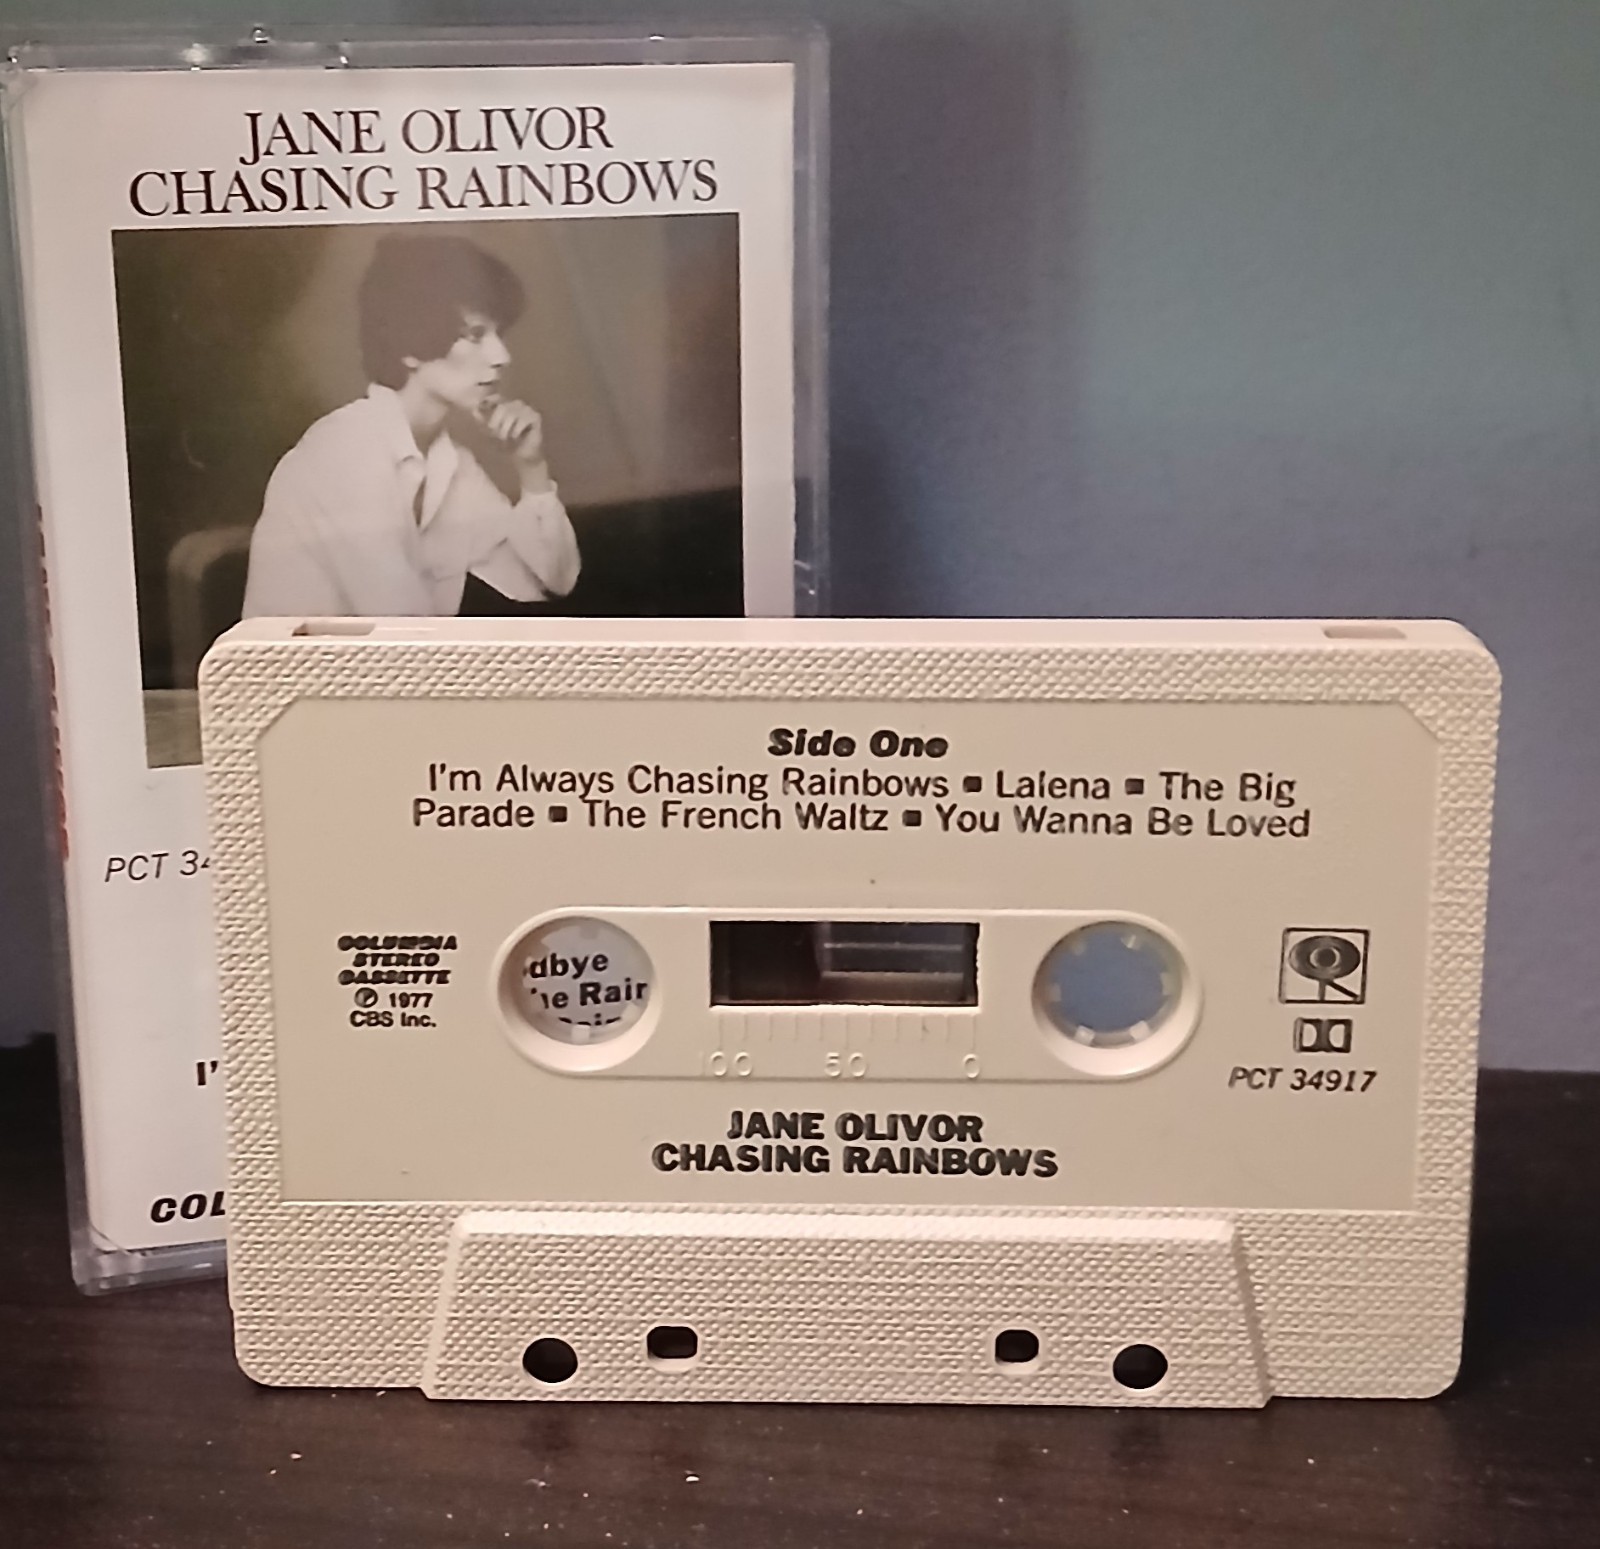 JANE OLIVOR
CHASING RAINBOWS
PCT 34
Side One
I'm Always Chasing Rainbows ▪ Lalena ▪ The Big
Parade ▪ The French Waltz ▪ You Wanna Be Loved
COLUMBIA
STEREO
CASSETTE
℗ 1977
CBS Inc.
dbye
Rair
100 50 0
PCT 34917
JANE OLIVOR
CHASING RAINBOWS
I'
COL